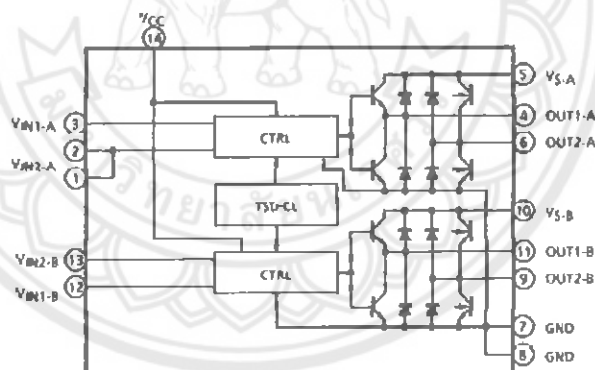 VCC
14
5 VS-A
VIN1-A 3
CTRL
4 OUT1-A
2
6 OUT2-A
VIN2-A
1
TSD-CL
10 VS-B
VIN2-B 13
CTRL
11 OUT1-B
9 OUT2-B
VIN1-B 12
7 GND
8 GND